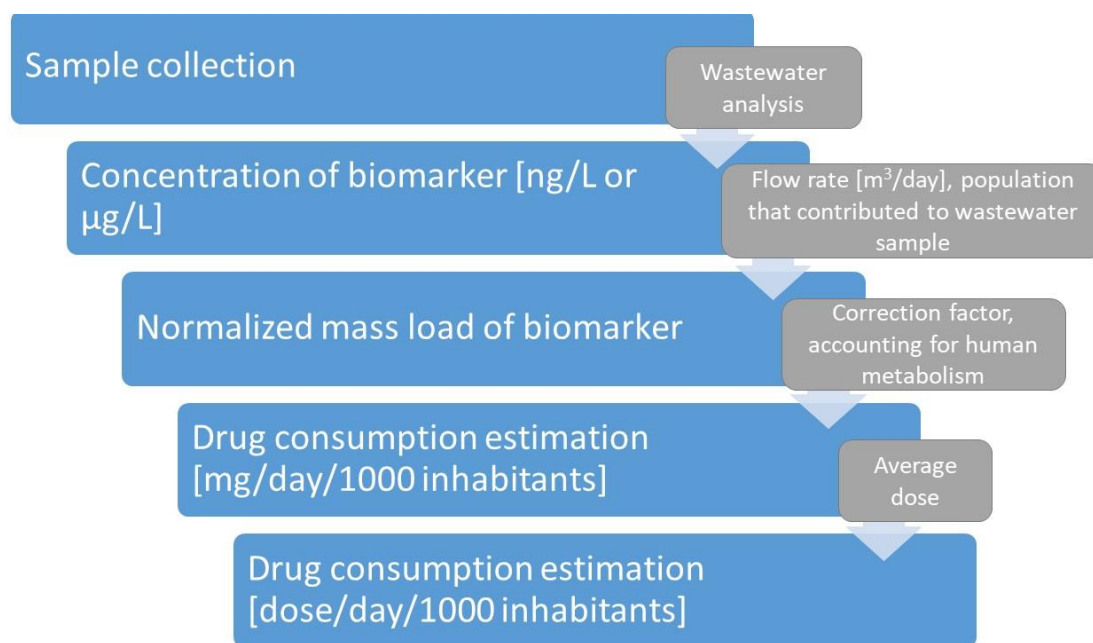 Sample collection
Wastewater
analysis
Concentration of biomarker [ng/L or
µg/L]
Flow rate [m³/day], population
that contributed to wastewater
sample
Normalized mass load of biomarker
Correction factor,
accounting for human
metabolism
Drug consumption estimation
[mg/day/1000 inhabitants]
Average
dose
Drug consumption estimation
[dose/day/1000 inhabitants]